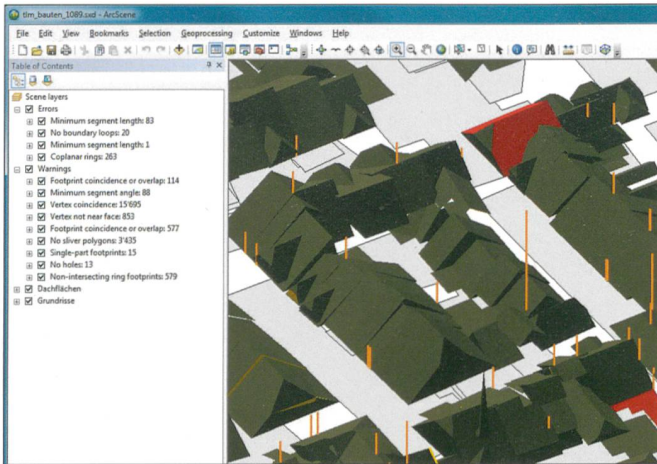 tlm_bauten_1089.sxd - ArcScene
File Edit View Bookmarks Selection Geoprocessing Customize Windows Help
Table of Contents
Scene layers
Errors
Minimum segment length: 83
No boundary loops: 20
Minimum segment length: 1
Coplanar rings: 263
Warnings
Footprint coincidence or overlap: 114
Minimum segment angle: 88
Vertex coincidence: 15'695
Vertex not near face: 853
Footprint coincidence or overlap: 577
No sliver polygons: 3'435
Single-part footprints: 15
No holes: 13
Non-intersecting ring footprints: 579
Dachflächen
Grundrisse